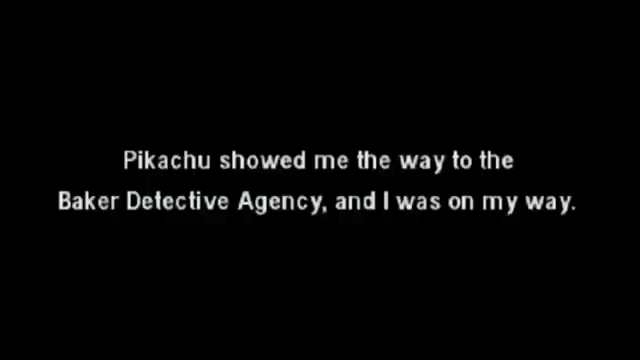 Pikachu showed me the way to the
Baker Detective Agency, and I was on my way.